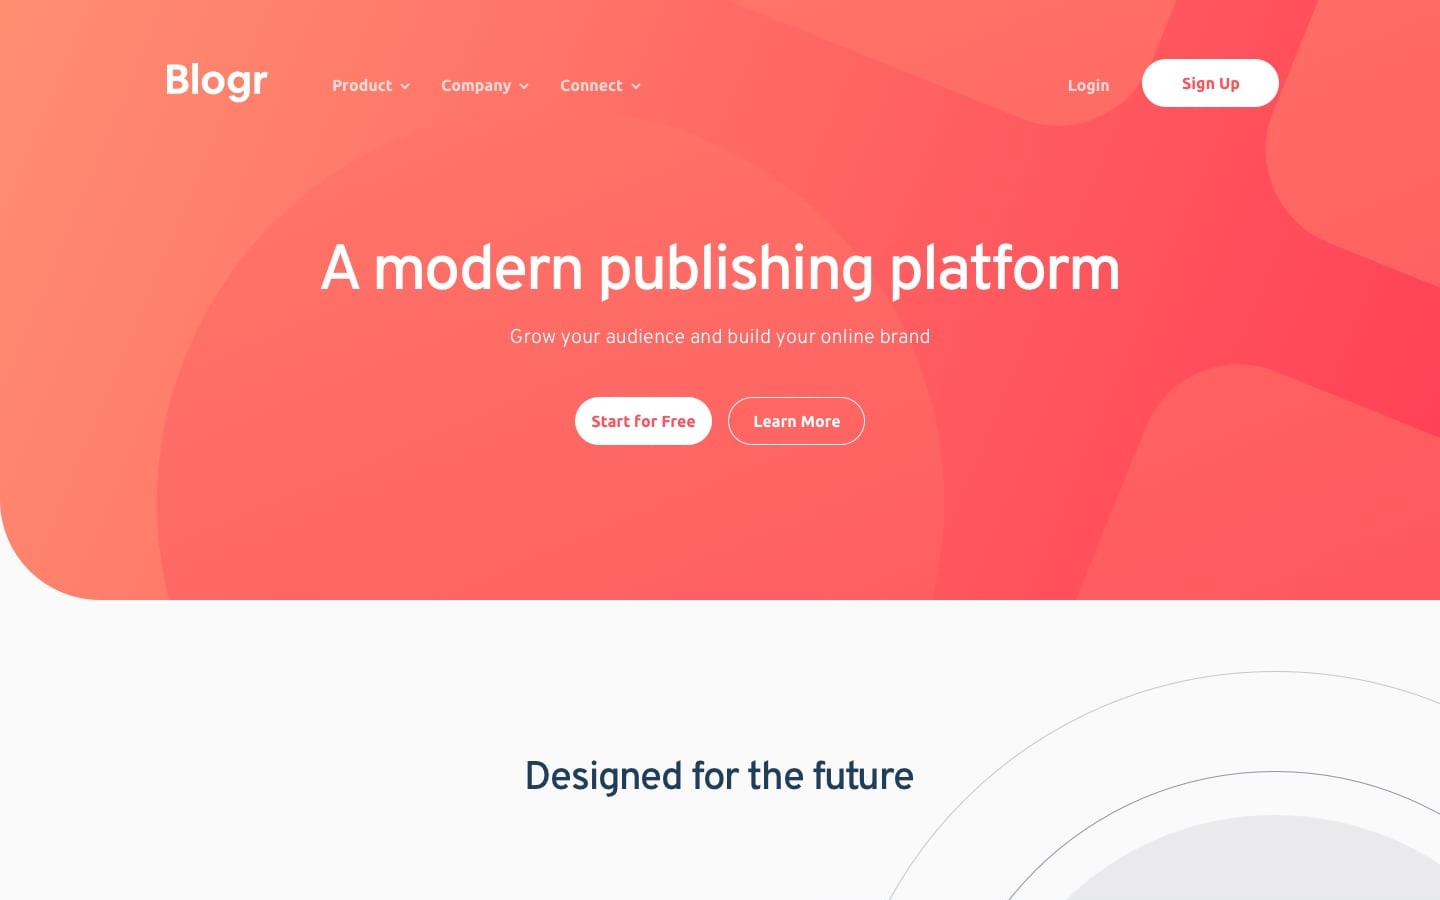 Blogr Product Company Connect Login Sign Up
A modern publishing platform
Grow your audience and build your online brand
Start for Free Learn More
Designed for the future